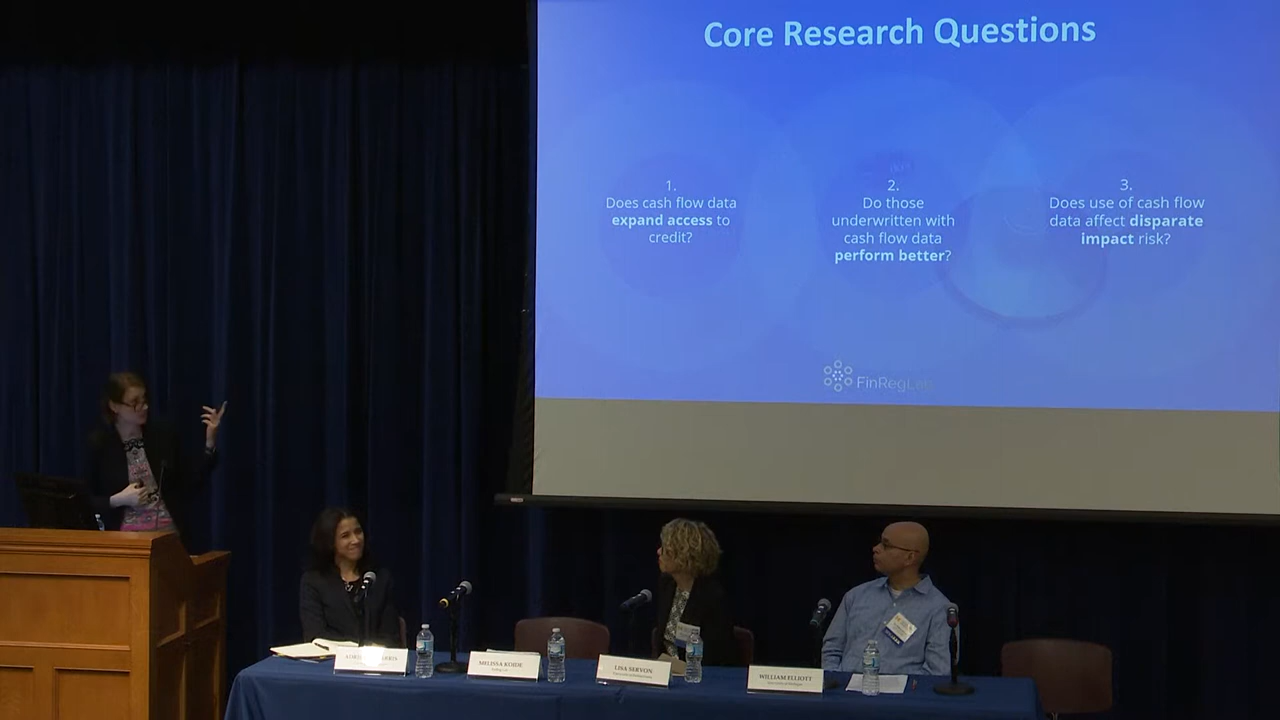 Core Research Questions
1.
Does cash flow data
expand access to
credit?
2.
Do those
underwritten with
cash flow data
perform better?
3.
Does use of cash flow
data affect disparate
impact risk?
FinRegLab
MELISSA KOIDE
LISA SERVON
WILLIAM ELLIOTT